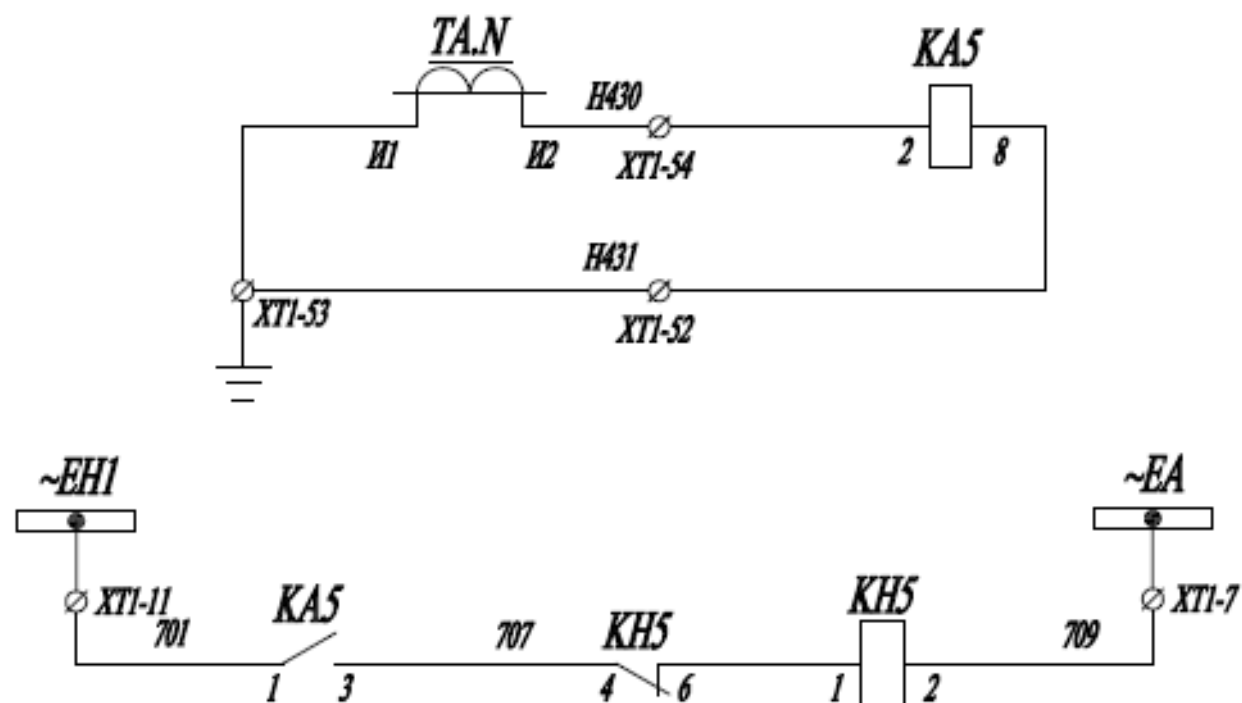 TA.N
KA5
H430
И1
И2
XT1-54
2
8
H431
XT1-53
XT1-52
~EH1
~EA
XT1-11
KA5
KH5
XT1-7
701
707
KH5
709
1
3
4
6
1
2